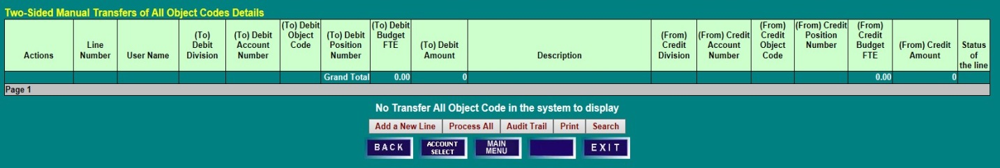 Two-Sided Manual Transfers of All Object Codes Details
Actions
Line
Number
User Name
(To)
Debit
Division
(To) Debit
Account
Number
(To) Debit
Object
Code
(To) Debit
Position
Number
(To) Debit
Budget
FTE
(To) Debit
Amount
Description
(From)
Credit
Division
(From) Credit
Account
Number
(From)
Credit
Object
Code
(From) Credit
Position
Number
(From)
Credit
Budget
FTE
(From) Credit
Amount
Status
of
the line
Grand Total 0.00 0 0.00 0
Page 1
No Transfer All Object Code in the system to display
Add a New Line Process All Audit Trail Print Search
BACK
ACCOUNT
SELECT
MAIN
MENU
EXIT